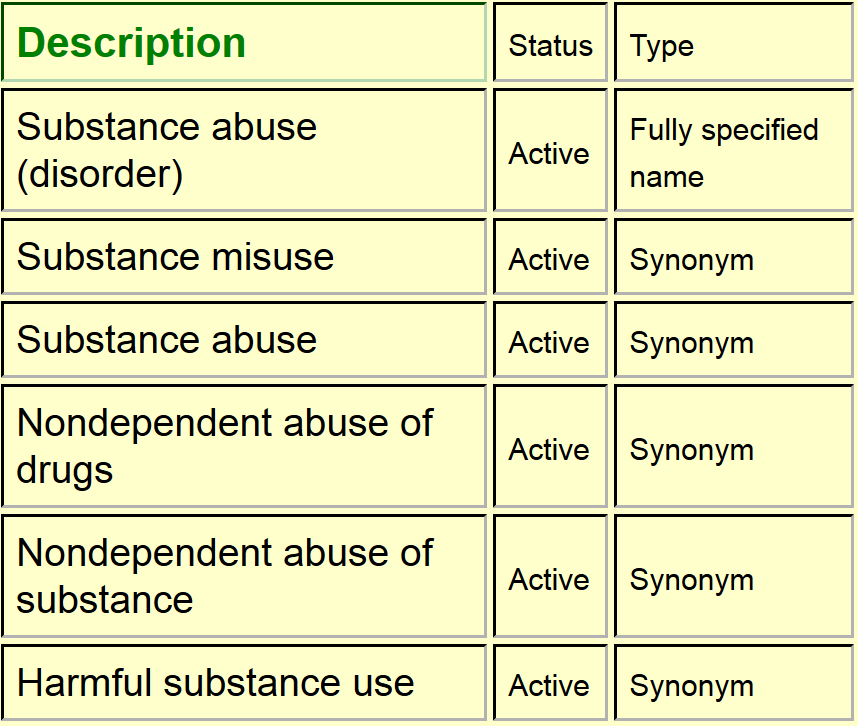 Description Status Type
Substance abuse
(disorder) Active Fully specified
name
Substance misuse Active Synonym
Substance abuse Active Synonym
Nondependent abuse of
drugs Active Synonym
Nondependent abuse of
substance Active Synonym
Harmful substance use Active Synonym